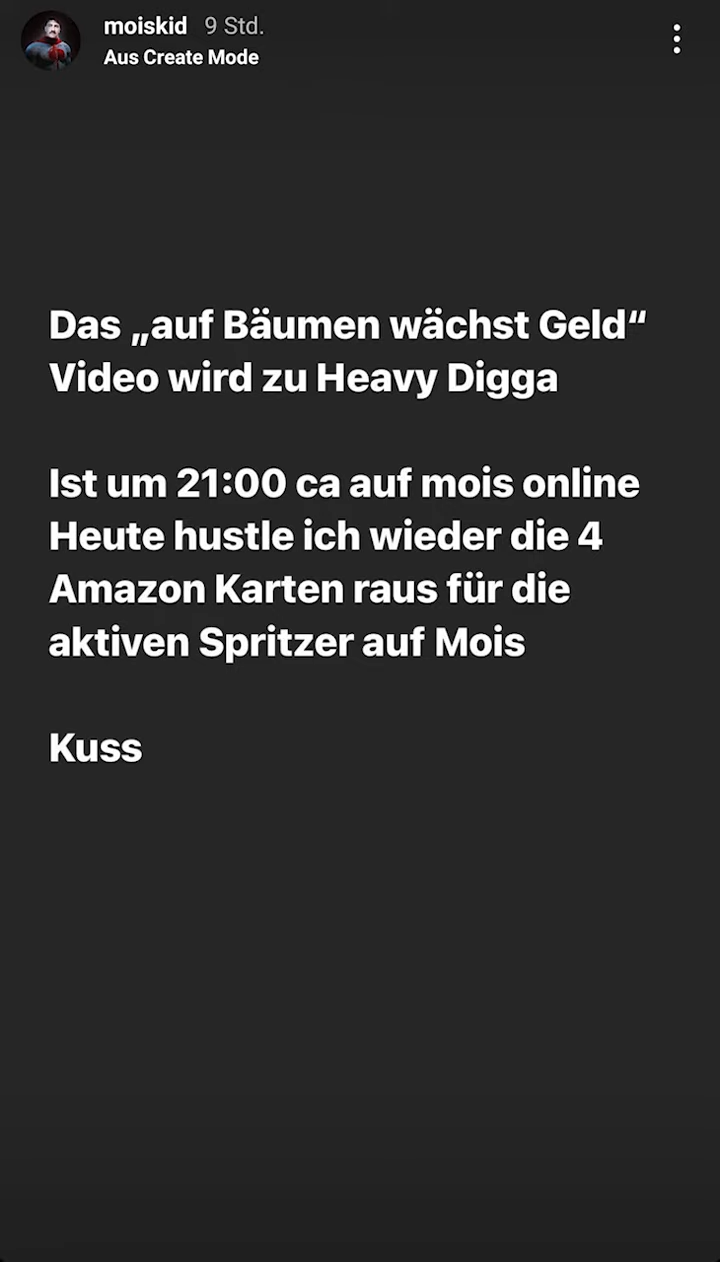 moiskid 9 Std.
Aus Create Mode
Das „auf Bäumen wächst Geld“
Video wird zu Heavy Digga
Ist um 21:00 ca auf mois online
Heute hustle ich wieder die 4
Amazon Karten raus für die
aktiven Spritzer auf Mois
Kuss